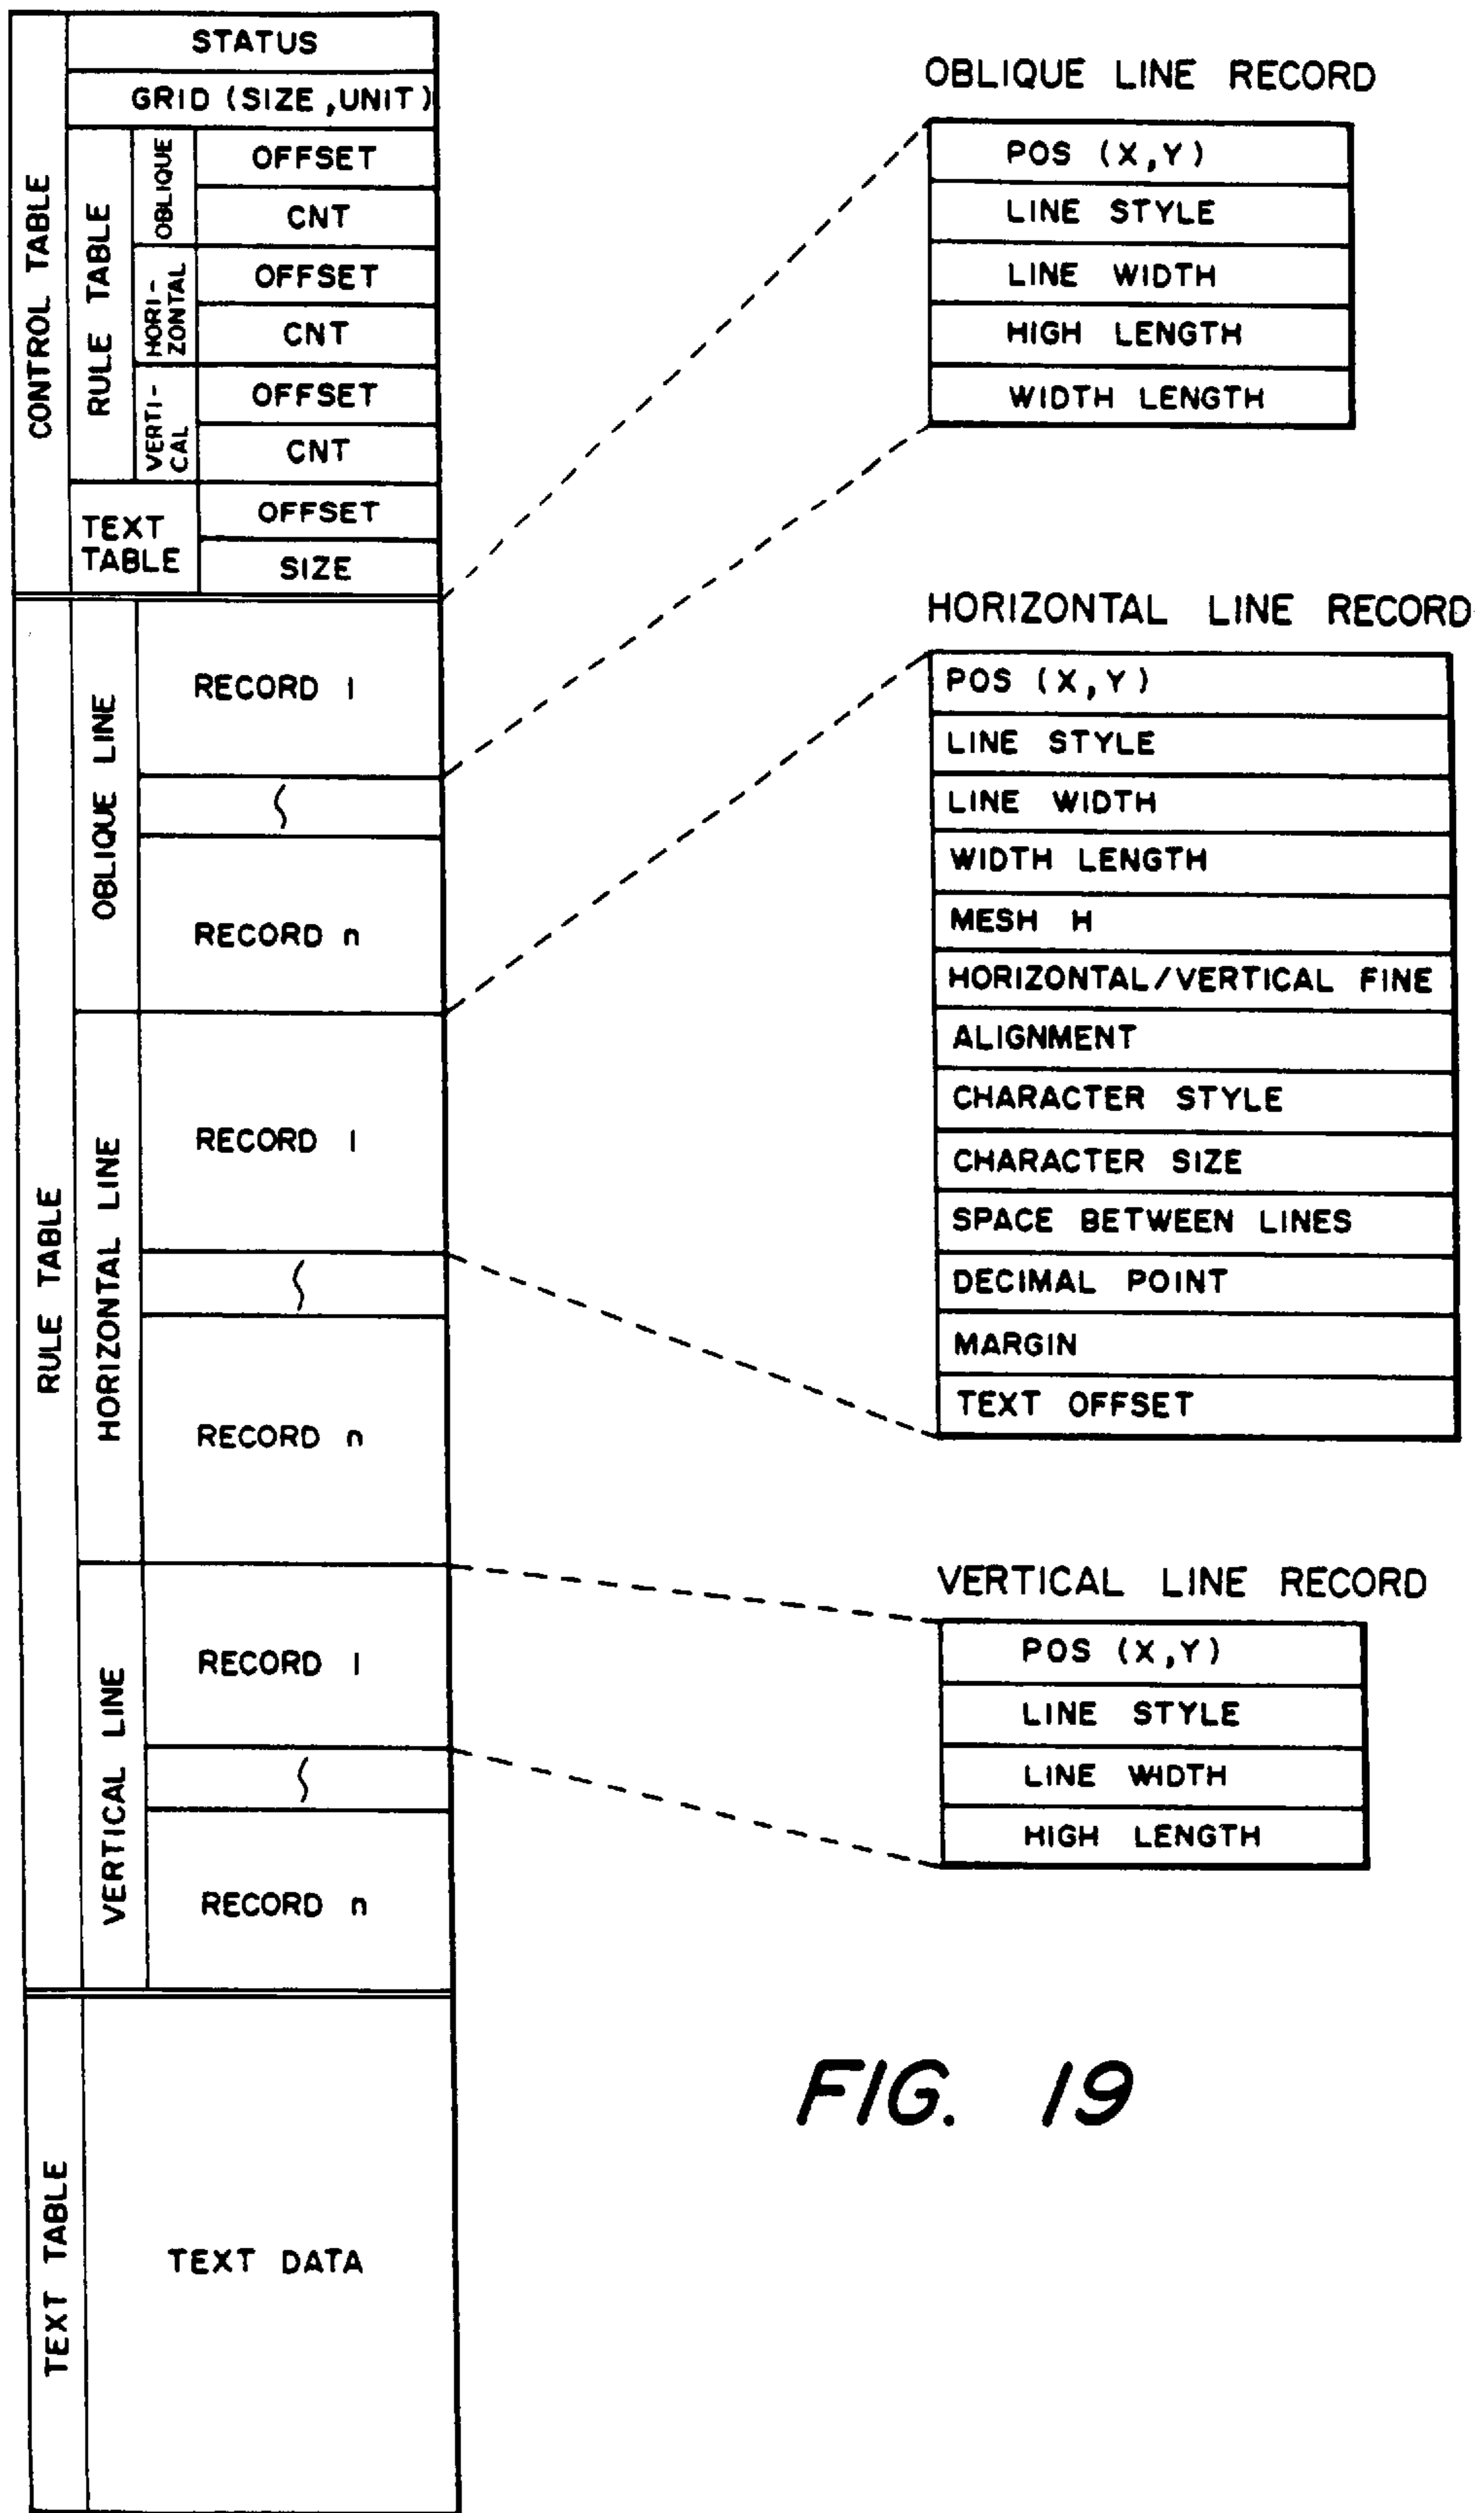 CONTROL TABLE
STATUS
GRID (SIZE, UNIT)
RULE TABLE
OBLIQUE
OFFSET
CNT
HORI-
ZONTAL
OFFSET
CNT
VERTI-
CAL
OFFSET
CNT
TEXT
TABLE
OFFSET
SIZE
RULE TABLE
OBLIQUE LINE
RECORD 1
RECORD n
HORIZONTAL LINE
RECORD 1
RECORD n
VERTICAL LINE
RECORD 1
RECORD n
TEXT TABLE
TEXT DATA
OBLIQUE LINE RECORD
POS (X,Y)
LINE STYLE
LINE WIDTH
HIGH LENGTH
WIDTH LENGTH
HORIZONTAL LINE RECORD
POS (X,Y)
LINE STYLE
LINE WIDTH
WIDTH LENGTH
MESH H
HORIZONTAL/VERTICAL FINE
ALIGNMENT
CHARACTER STYLE
CHARACTER SIZE
SPACE BETWEEN LINES
DECIMAL POINT
MARGIN
TEXT OFFSET
VERTICAL LINE RECORD
POS (X,Y)
LINE STYLE
LINE WIDTH
HIGH LENGTH
FIG. 19